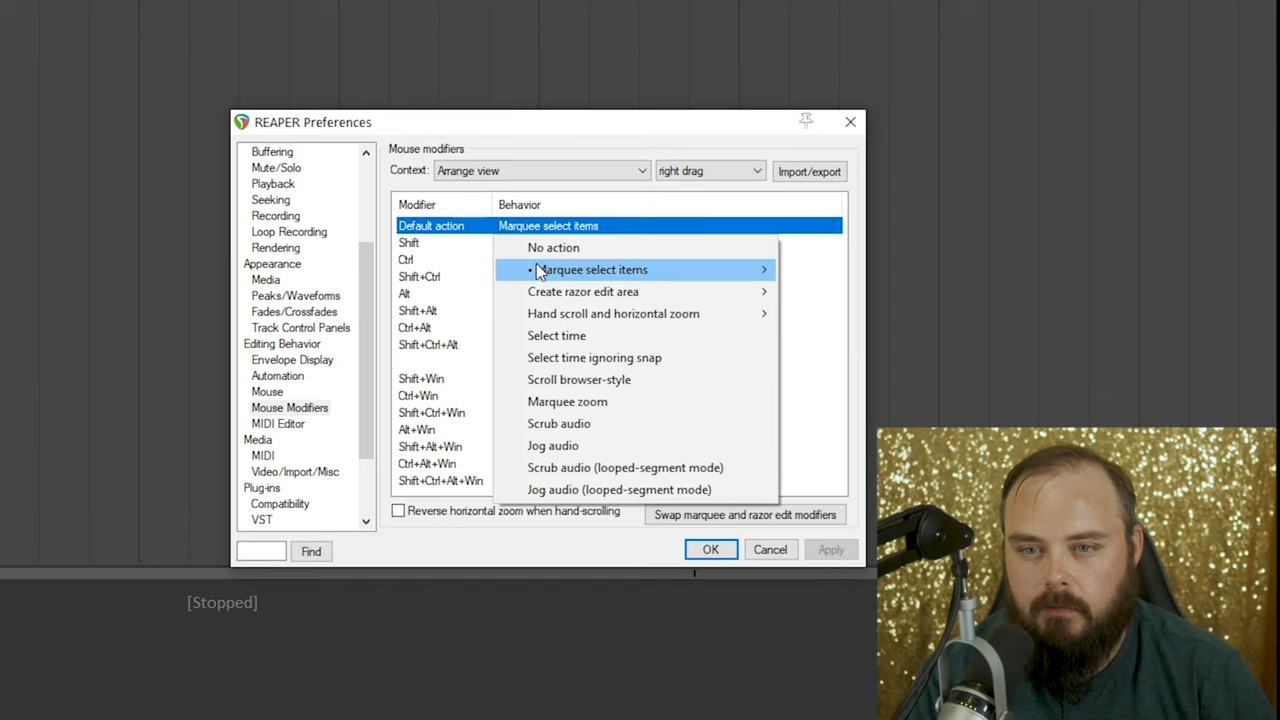 REAPER Preferences
Buffering
Mute/Solo
Playback
Seeking
Recording
Loop Recording
Rendering
Appearance
Media
Peaks/Waveforms
Fades/Crossfades
Track Control Panels
Editing Behavior
Envelope Display
Automation
Mouse
Mouse Modifiers
MIDI Editor
Media
MIDI
Video/Import/Misc
Plug-ins
Compatibility
VST
Find
Mouse modifiers
Context: Arrange view right drag Import/export
Modifier Behavior
Default action Marquee select items
Shift
Ctrl
Shift+Ctrl
Alt
Shift+Alt
Ctrl+Alt
Shift+Ctrl+Alt
Shift+Win
Ctrl+Win
Shift+Ctrl+Win
Alt+Win
Shift+Alt+Win
Ctrl+Alt+Win
Shift+Ctrl+Alt+Win
No action
• Marquee select items
Create razor edit area
Hand scroll and horizontal zoom
Select time
Select time ignoring snap
Scroll browser-style
Marquee zoom
Scrub audio
Jog audio
Scrub audio (looped-segment mode)
Jog audio (looped-segment mode)
Reverse horizontal zoom when hand-scrolling
Swap marquee and razor edit modifiers
OK Cancel Apply
[Stopped]